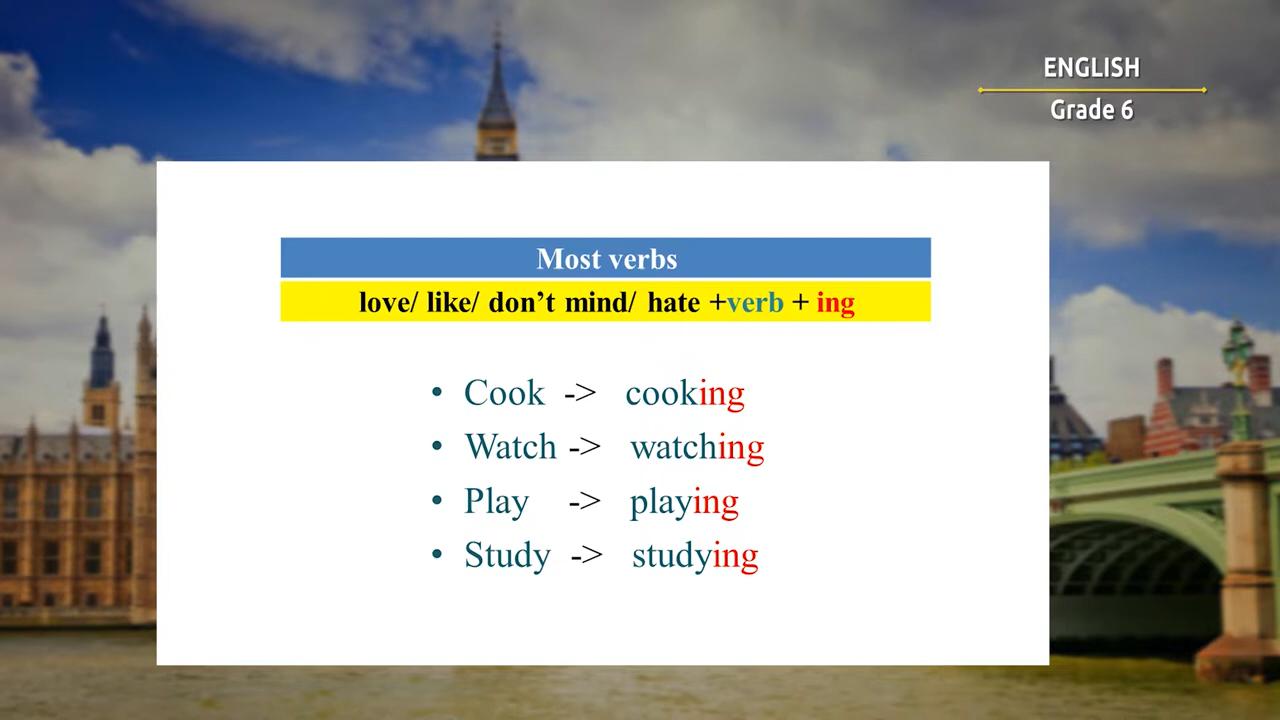 ENGLISH
Grade 6
Most verbs
love/ like/ don't mind/ hate +verb + ing
• Cook -> cooking
• Watch -> watching
• Play -> playing
• Study -> studying